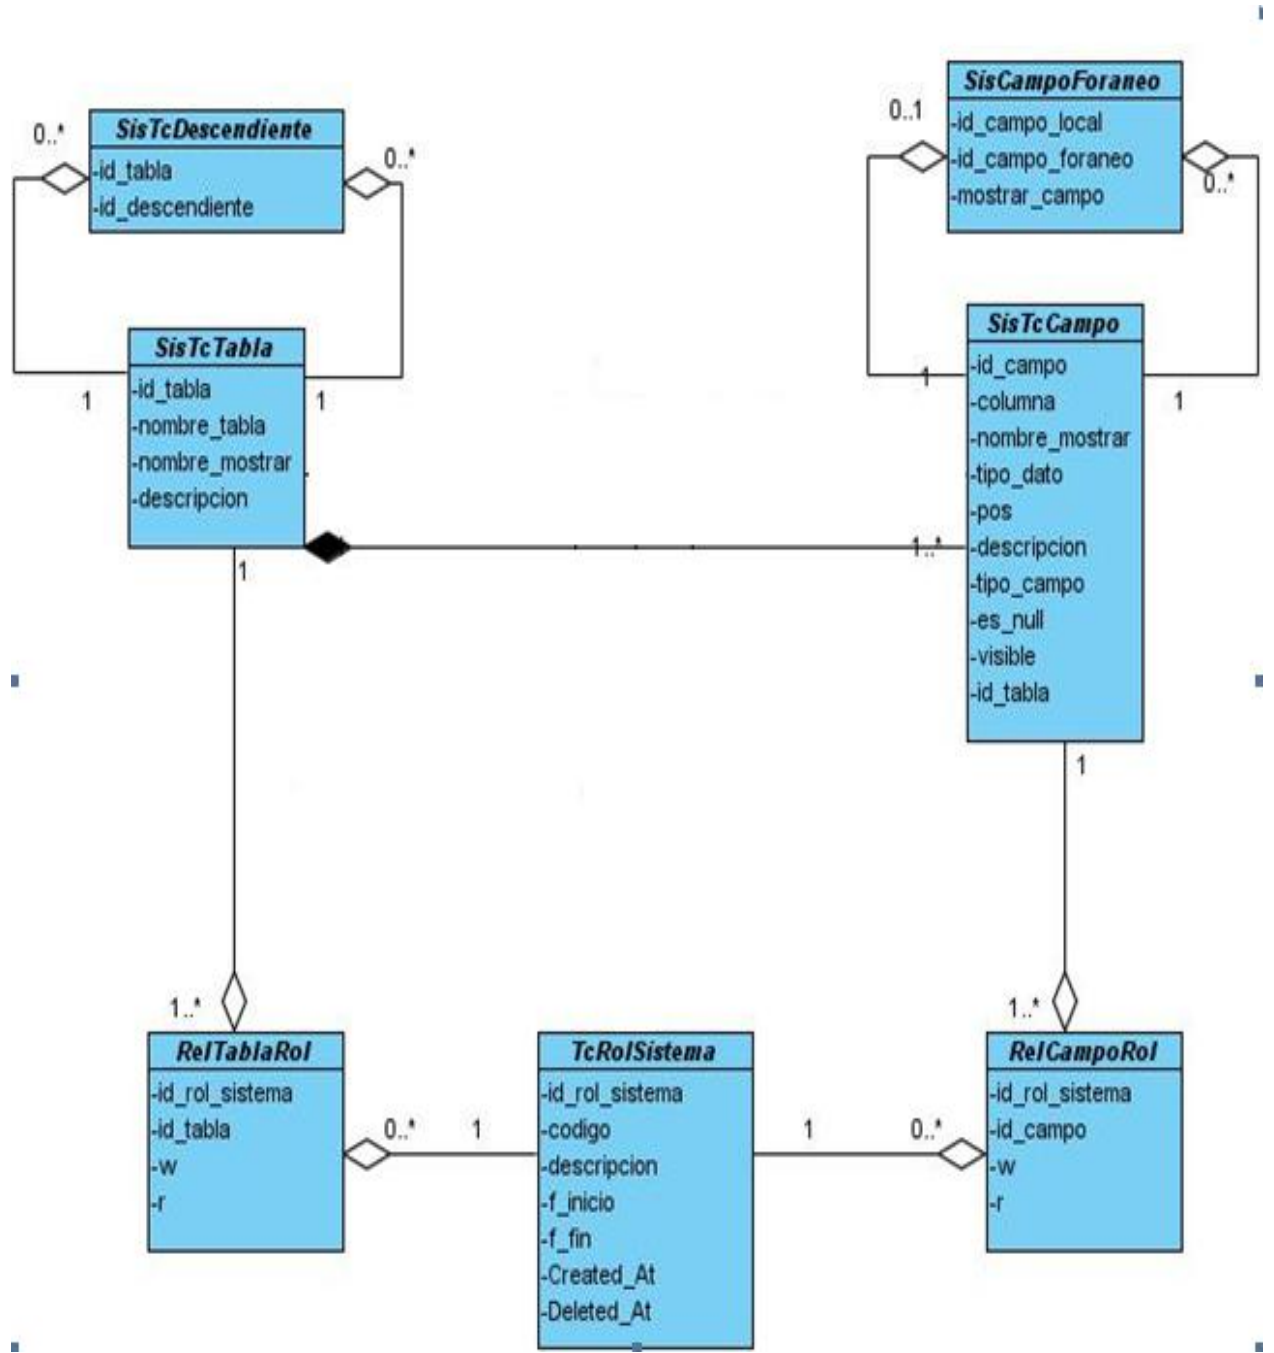 SisTcDescendiente
-id_tabla
-id_descendiente
0..*
0..*
1
1
SisCampoForaneo
-id_campo_local
-id_campo_foraneo
-mostrar_campo
0..1
0..*
1
1
SisTcTabla
-id_tabla
-nombre_tabla
-nombre_mostrar
-descripcion
1
1..*
SisTcCampo
-id_campo
-columna
-nombre_mostrar
-tipo_dato
-pos
-descripcion
-tipo_campo
-es_null
-visible
-id_tabla
1
1..*
1..*
RelTablaRol
-id_rol_sistema
-id_tabla
-w
-r
0..*
1
TcRolSistema
-id_rol_sistema
-codigo
-descripcion
-f_inicio
-f_fin
-Created_At
-Deleted_At
1
0..*
RelCampoRol
-id_rol_sistema
-id_campo
-w
-r